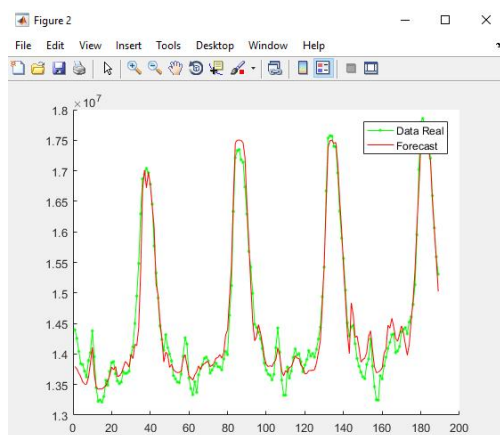 Figure 2
File Edit View Insert Tools Desktop Window Help
×10⁷
1.8
1.75
1.7
1.65
1.6
1.55
1.5
1.45
1.4
1.35
1.3
0 20 40 60 80 100 120 140 160 180 200
Data Real
Forecast